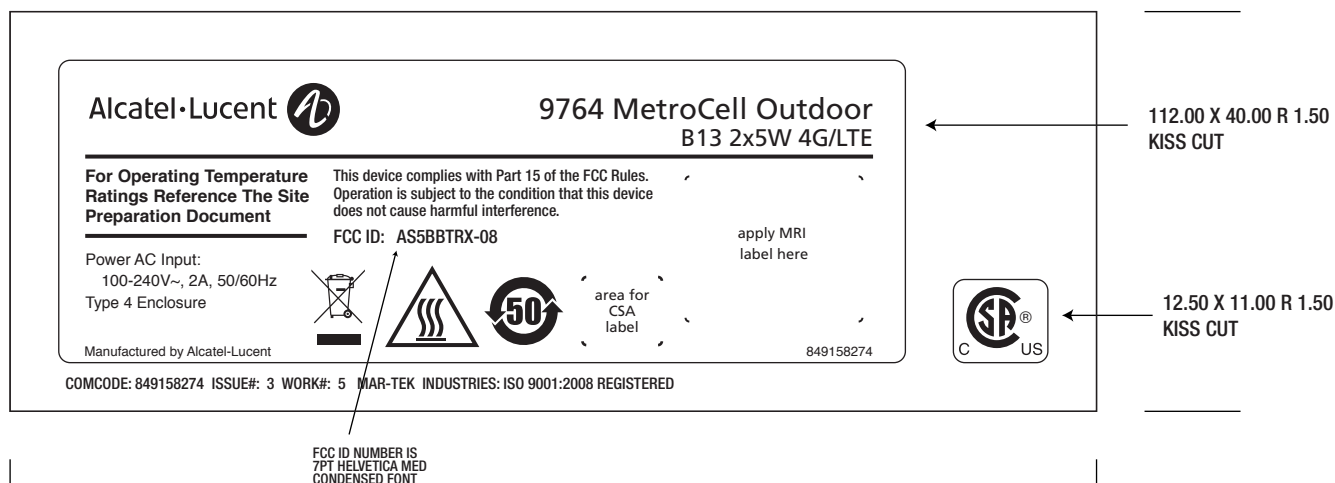 Alcatel·Lucent
9764 MetroCell Outdoor
B13 2x5W 4G/LTE
For Operating Temperature
Ratings Reference The Site
Preparation Document
Power AC Input:
100-240V~, 2A, 50/60Hz
Type 4 Enclosure
Manufactured by Alcatel-Lucent
This device complies with Part 15 of the FCC Rules.
Operation is subject to the condition that this device
does not cause harmful interference.
FCC ID: AS5BBTRX-08
50
area for
CSA
label
apply MRI
label here
849158274
CSA ®
C US
112.00 X 40.00 R 1.50
KISS CUT
12.50 X 11.00 R 1.50
KISS CUT
COMCODE: 849158274 ISSUE#: 3 WORK#: 5 MAR-TEK INDUSTRIES: ISO 9001:2008 REGISTERED
FCC ID NUMBER IS
7PT HELVETICA MED
CONDENSED FONT